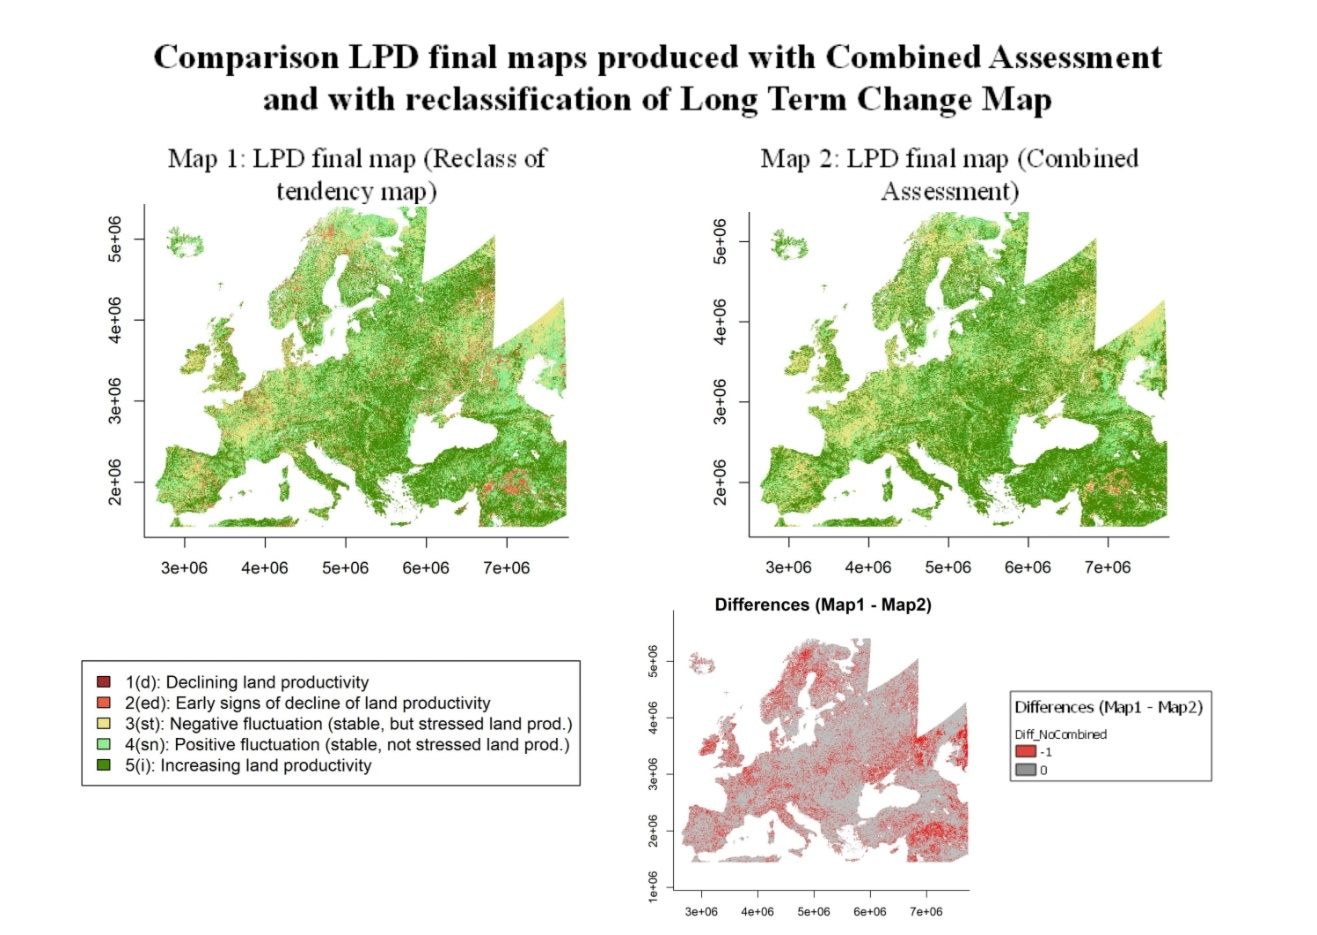 Comparison LPD final maps produced with Combined Assessment
and with reclassification of Long Term Change Map
Map 1: LPD final map (Reclass of
tendency map)
5e+06
4e+06
3e+06
2e+06
3e+06 4e+06 5e+06 6e+06 7e+06
Map 2: LPD final map (Combined
Assessment)
5e+06
4e+06
3e+06
2e+06
3e+06 4e+06 5e+06 6e+06 7e+06
1(d): Declining land productivity
2(ed): Early signs of decline of land productivity
3(st): Negative fluctuation (stable, but stressed land prod.)
4(sn): Positive fluctuation (stable, not stressed land prod.)
5(i): Increasing land productivity
Differences (Map1 - Map2)
5e+06
4e+06
3e+06
2e+06
1e+06
3e+06 4e+06 5e+06 6e+06 7e+06
Differences (Map1 - Map2)
Diff_NoCombined
-1
0